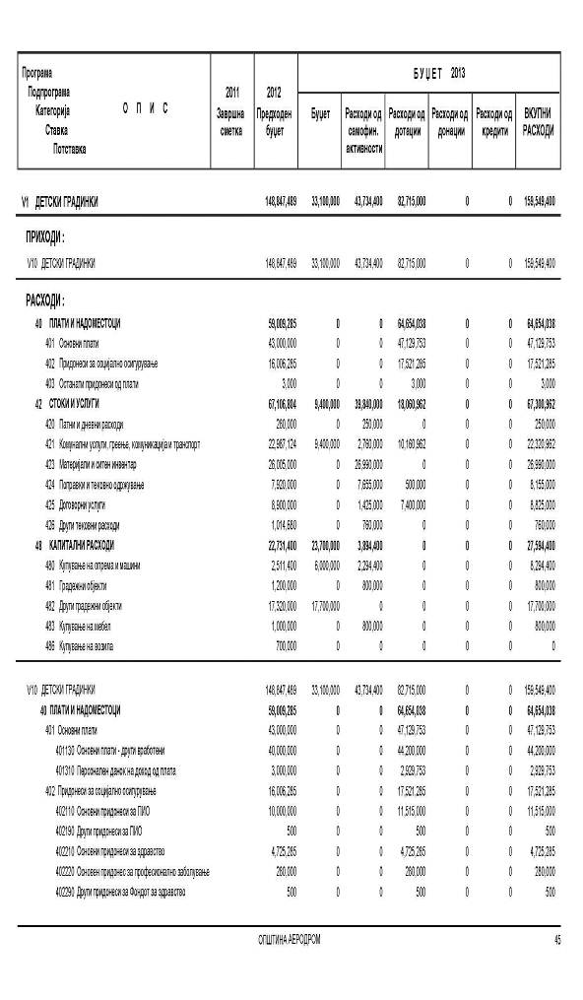 Програма
Подпрограма
Категорија
Ставка
Потставка
О П И С
2011
Завршна
сметка
2012
Предходен
буџет
БУЏЕТ 2013
Буџет
Расходи од
самофин.
активности
Расходи од
дотации
Расходи од
донации
Расходи од
кредити
ВКУПНИ
РАСХОДИ
V1 ДЕТСКИ ГРАДИНКИ 148,847,489 33,100,000 43,734,400 82,715,000 0 0 159,549,400
ПРИХОДИ :
V10 ДЕТСКИ ГРАДИНКИ 148,847,489 33,100,000 43,734,400 82,715,000 0 0 159,549,400
РАСХОДИ :
40 ПЛАТИ И НАДОМЕСТОЦИ 59,009,285 0 0 64,654,038 0 0 64,654,038
401 Основни плати 43,000,000 0 0 47,129,753 0 0 47,129,753
402 Придонеси за социјално осигурување 16,006,285 0 0 17,521,285 0 0 17,521,285
403 Останати придонеси од плати 3,000 0 0 3,000 0 0 3,000
42 СТОКИ И УСЛУГИ 67,106,804 9,400,000 39,840,000 18,060,962 0 0 67,300,962
420 Патни и дневни расходи 280,000 0 250,000 0 0 0 250,000
421 Комунални услуги, греење, комуникација и транспорт 22,987,124 9,400,000 2,760,000 10,160,962 0 0 22,320,962
423 Материјали и ситен инвентар 26,005,000 0 26,990,000 0 0 0 26,990,000
424 Поправки и тековно одржување 7,920,000 0 7,655,000 500,000 0 0 8,155,000
425 Договорни услуги 8,900,000 0 1,425,000 7,400,000 0 0 8,825,000
426 Други тековни расходи 1,014,680 0 760,000 0 0 0 760,000
48 КАПИТАЛНИ РАСХОДИ 22,731,400 23,700,000 3,894,400 0 0 0 27,594,400
480 Купување на опрема и машини 2,511,400 6,000,000 2,294,400 0 0 0 8,294,400
481 Градежни објекти 1,200,000 0 800,000 0 0 0 800,000
482 Други градежни објекти 17,320,000 17,700,000 0 0 0 0 17,700,000
483 Купување на мебел 1,000,000 0 800,000 0 0 0 800,000
486 Купување на возила 700,000 0 0 0 0 0 0
V10 ДЕТСКИ ГРАДИНКИ 148,847,489 33,100,000 43,734,400 82,715,000 0 0 159,549,400
40 ПЛАТИ И НАДОМЕСТОЦИ 59,009,285 0 0 64,654,038 0 0 64,654,038
401 Основни плати 43,000,000 0 0 47,129,753 0 0 47,129,753
401130 Основни плати - други вработени 40,000,000 0 0 44,200,000 0 0 44,200,000
401310 Персонален данок на доход од плата 3,000,000 0 0 2,929,753 0 0 2,929,753
402 Придонеси за социјално осигурување 16,006,285 0 0 17,521,285 0 0 17,521,285
402110 Основни придонеси за ПИО 10,000,000 0 0 11,515,000 0 0 11,515,000
402190 Други придонеси за ПИО 500 0 0 500 0 0 500
402210 Основни придонеси за здравство 4,725,285 0 0 4,725,285 0 0 4,725,285
402220 Основен придонес за професионално заболување 280,000 0 0 280,000 0 0 280,000
402290 Други придонеси за Фондот за здравство 500 0 0 500 0 0 500
ОПШТИНА АЕРОДРОМ 45